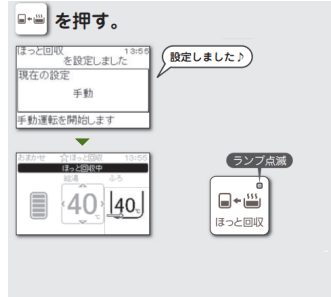 を押す。
ほっと回収 13:55
を設定しました
現在の設定
手動
手動運転を開始します
設定しました♪
おまかせ ☆ほっと回収 13:55
ほっと回収中
給湯 ふろ
40℃ 40℃
ランプ点滅
ほっと回収